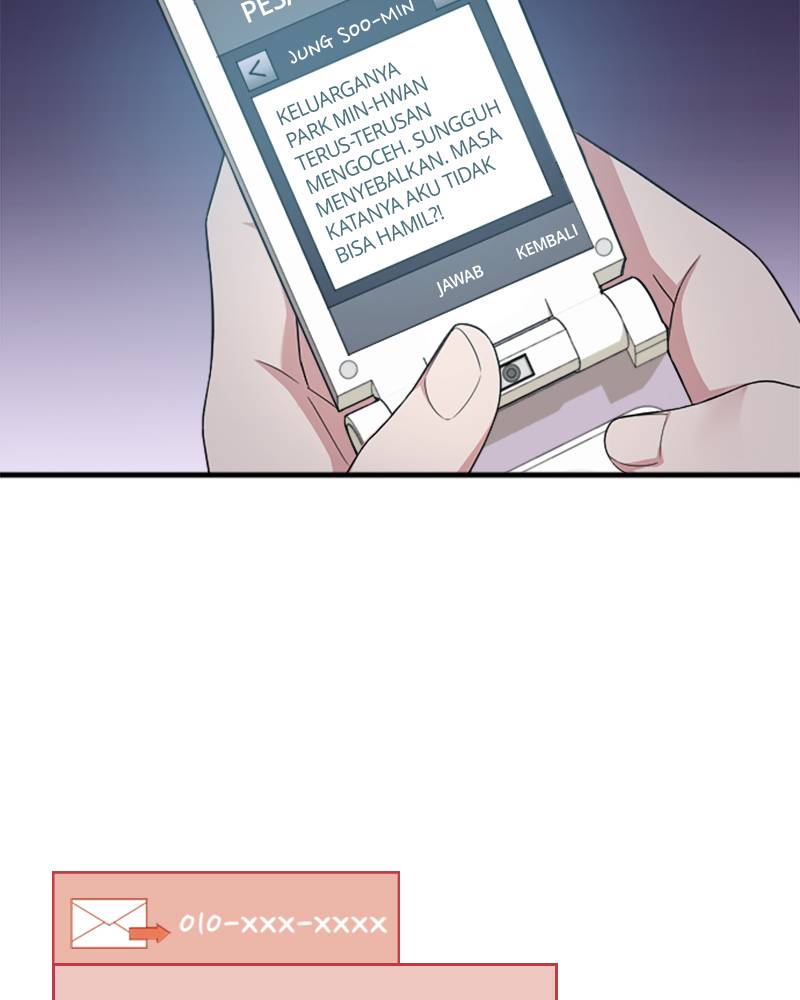 JUNG SOO-MIN
KELUARGANYA
PARK MIN-HWAN
TERUS-TERUSAN
MENGOCEH. SUNGGUH
MENYEBALKAN. MASA
KATANYA AKU TIDAK
BISA HAMIL?!
JAWAB KEMBALI
010-XXX-XXXX